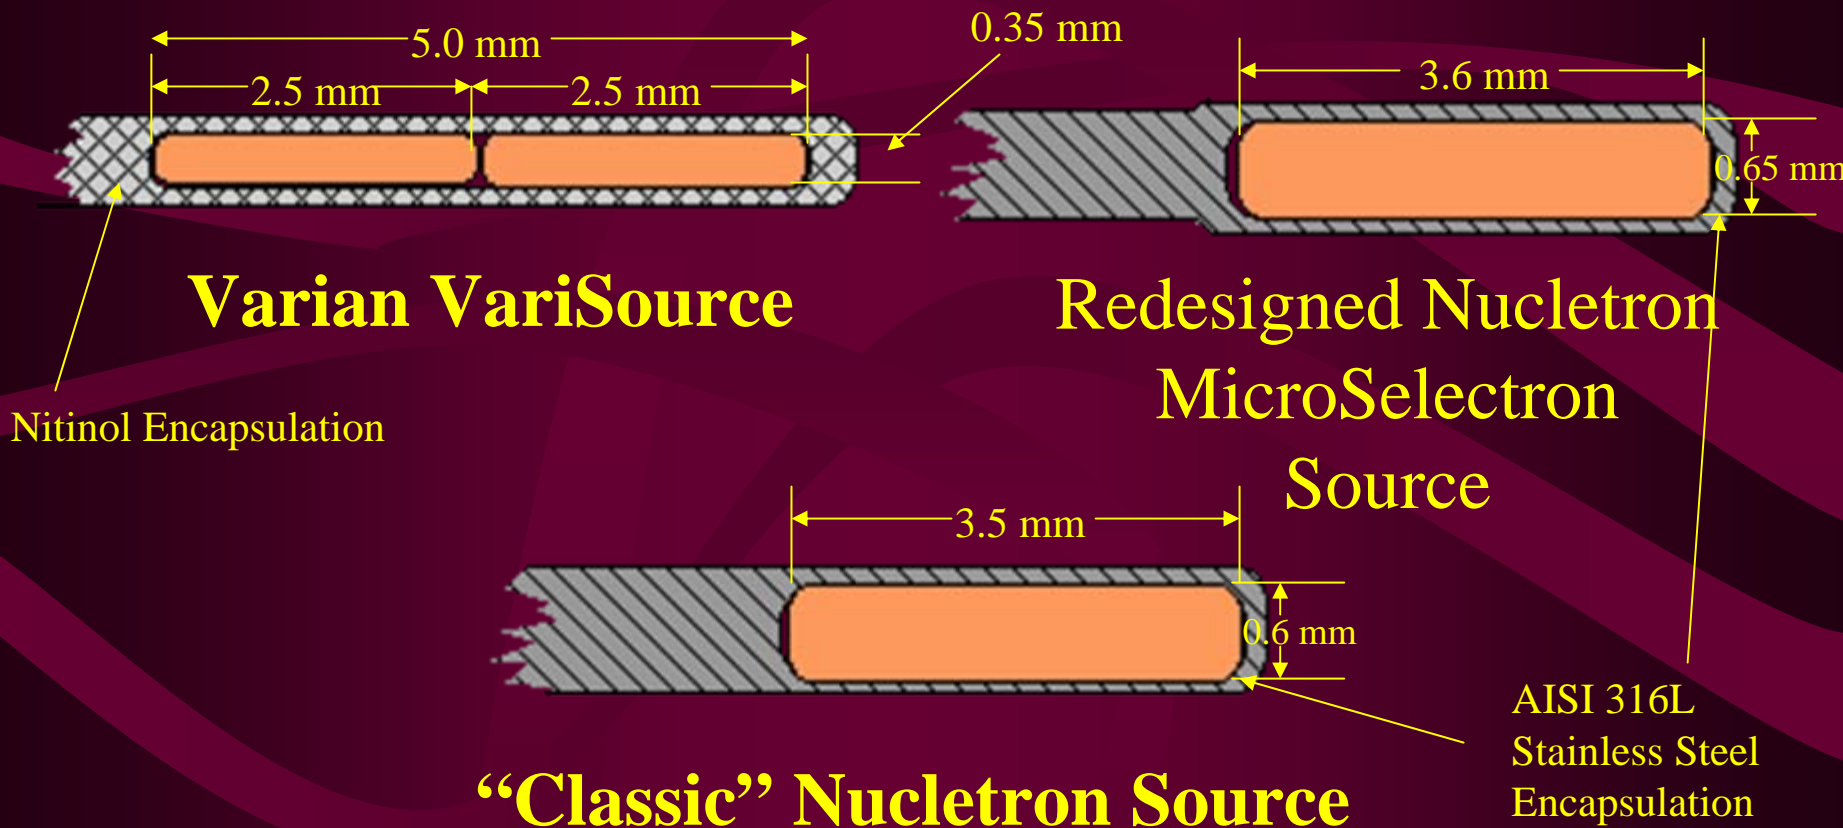 5.0 mm
2.5 mm
2.5 mm
0.35 mm
Varian VariSource
Nitinol Encapsulation
3.6 mm
0.65 mm
Redesigned Nucletron
MicroSelectron
Source
3.5 mm
0.6 mm
“Classic” Nucletron Source
AISI 316L
Stainless Steel
Encapsulation